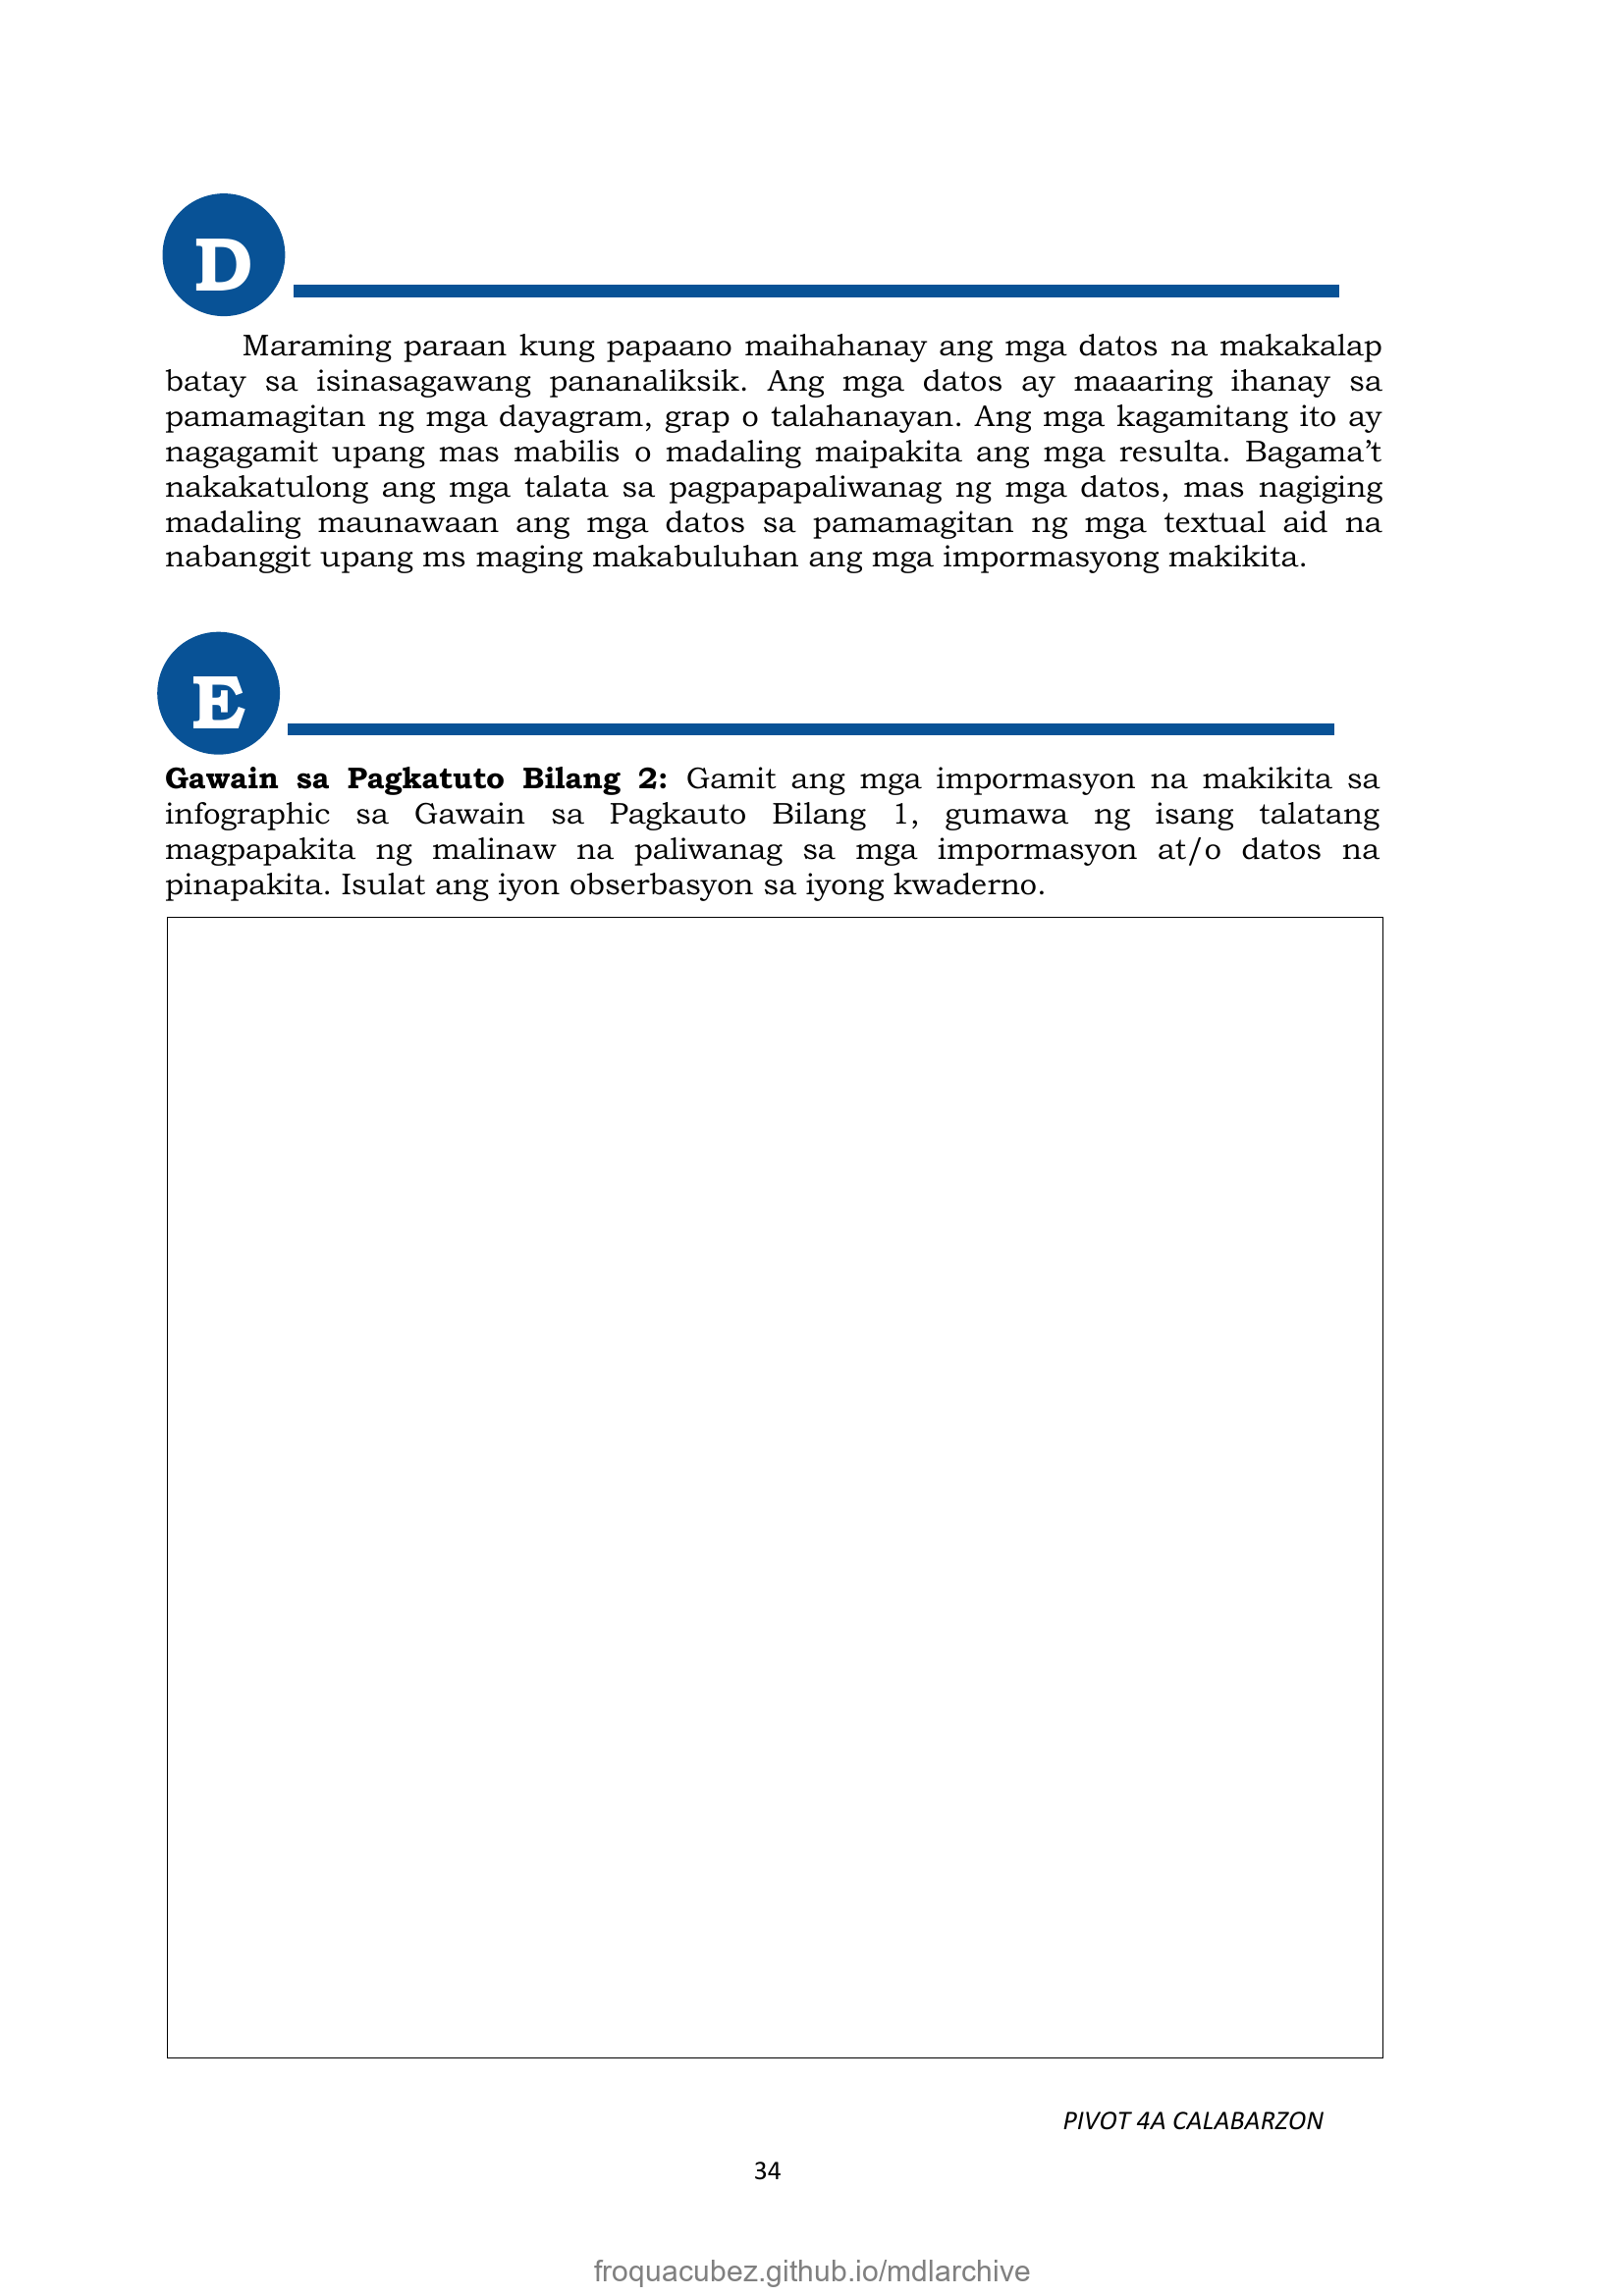 D
Maraming paraan kung papaano maihahanay ang mga datos na makakalap
batay sa isinasagawang pananaliksik. Ang mga datos ay maaaring ihanay sa
pamamagitan ng mga dayagram, grap o talahanayan. Ang mga kagamitang ito ay
nagagamit upang mas mabilis o madaling maipakita ang mga resulta. Bagama’t
nakakatulong ang mga talata sa pagpapapaliwanag ng mga datos, mas nagiging
madaling maunawaan ang mga datos sa pamamagitan ng mga textual aid na
nabanggit upang ms maging makabuluhan ang mga impormasyong makikita.
E
Gawain sa Pagkatuto Bilang 2: Gamit ang mga impormasyon na makikita sa
infographic sa Gawain sa Pagkauto Bilang 1, gumawa ng isang talatang
magpapakita ng malinaw na paliwanag sa mga impormasyon at/o datos na
pinapakita. Isulat ang iyon obserbasyon sa iyong kwaderno.
PIVOT 4A CALABARZON
34
froquacubez.github.io/mdlarchive